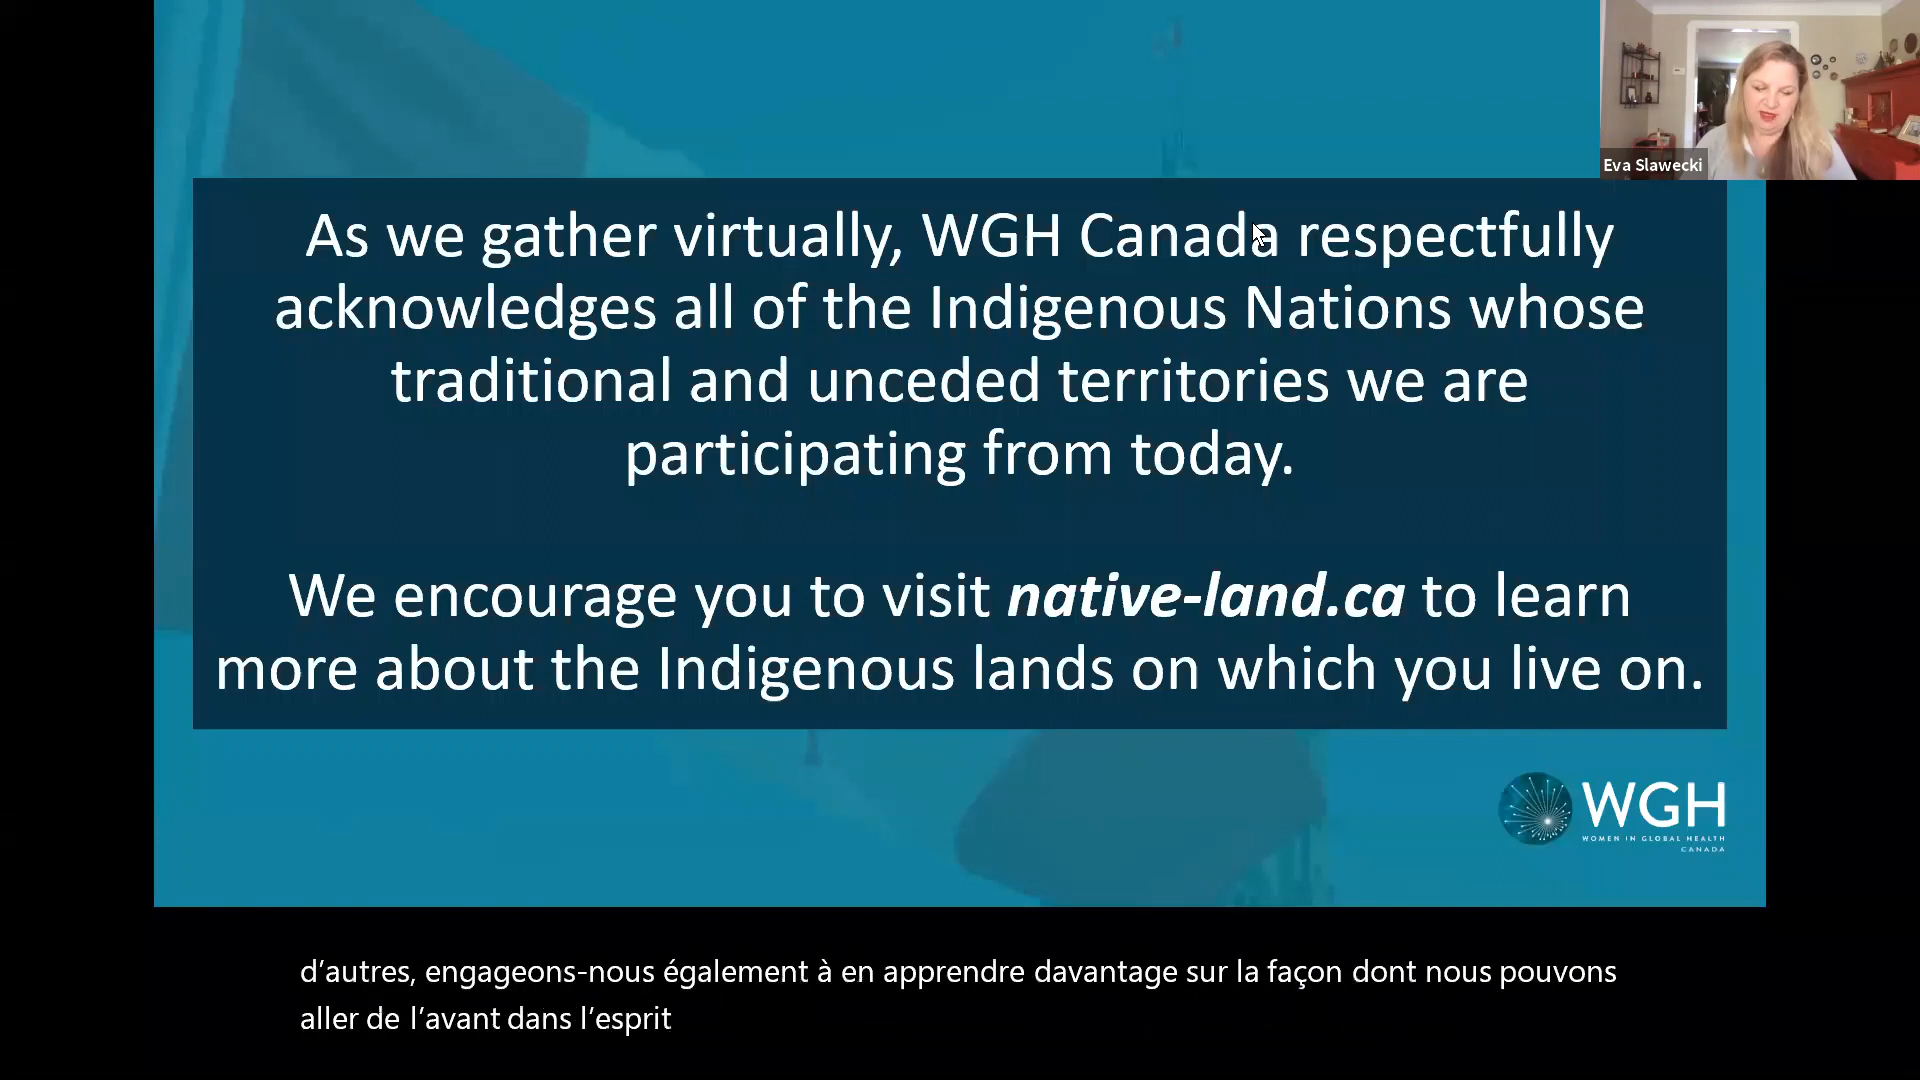 Eva Slawecki
As we gather virtually, WGH Canada respectfully
acknowledges all of the Indigenous Nations whose
traditional and unceded territories we are
participating from today.
We encourage you to visit native-land.ca to learn
more about the Indigenous lands on which you live on.
WGH
WOMEN IN GLOBAL HEALTH
CANADA
d’autres, engageons-nous également à en apprendre davantage sur la façon dont nous pouvons
aller de l’avant dans l’esprit